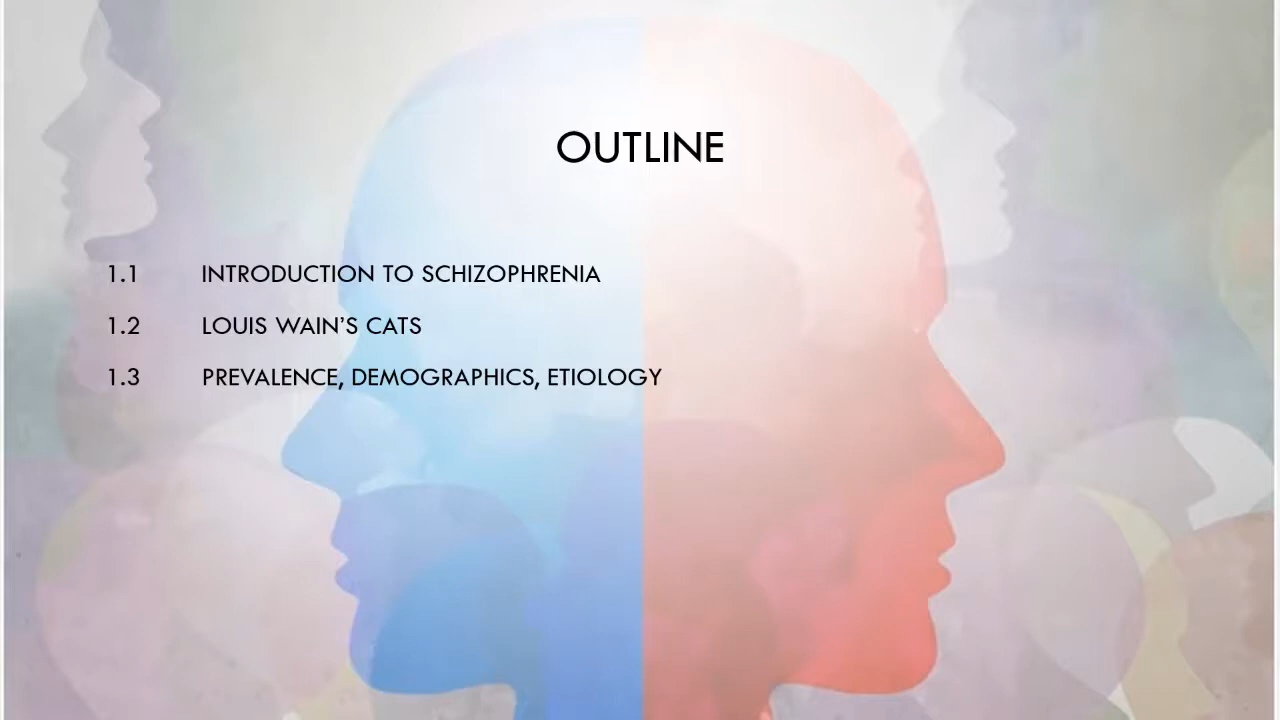 OUTLINE
1.1 INTRODUCTION TO SCHIZOPHRENIA
1.2 LOUIS WAIN’S CATS
1.3 PREVALENCE, DEMOGRAPHICS, ETIOLOGY